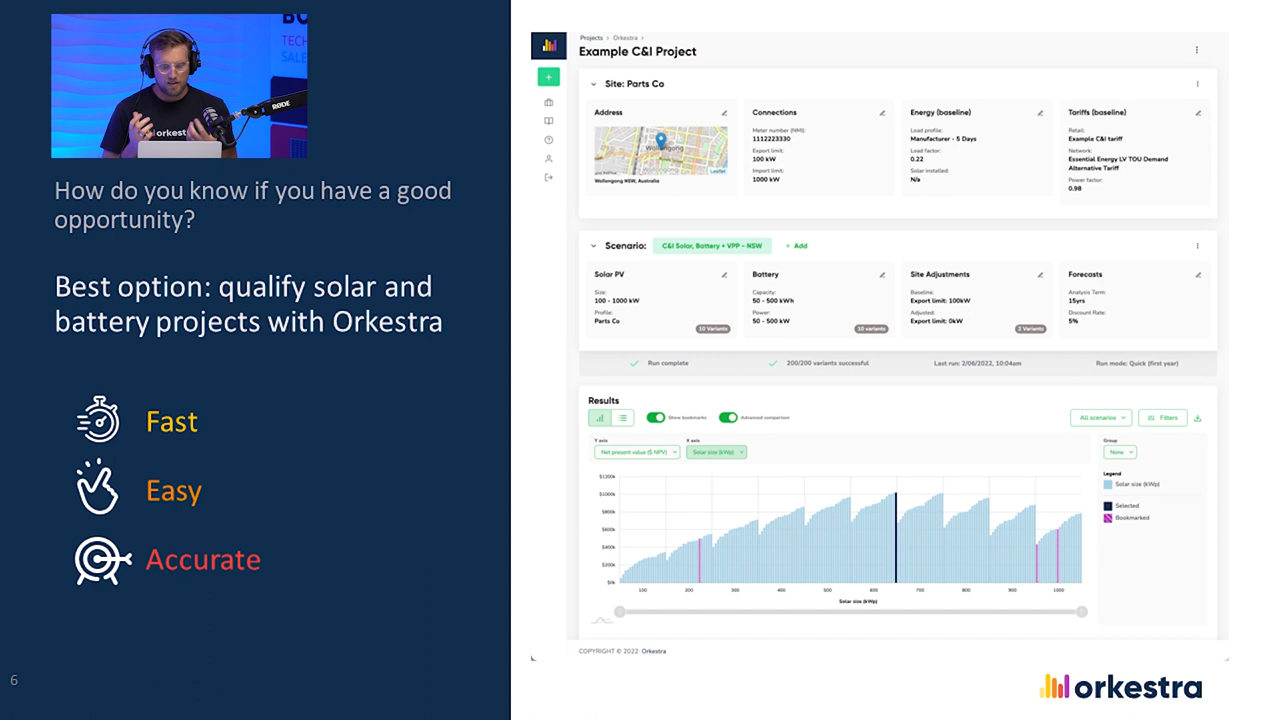 BO
TECH
SALE
RØDE
orkest
How do you know if you have a good
opportunity?
Best option: qualify solar and
battery projects with Orkestra
Fast
Easy
Accurate
6
Projects > Orkestra >
Example C&I Project
Site: Parts Co
Address
Wollongong
Leaflet
Wollongong NSW, Australia
Connections
Meter number (NMI):
1112223330
Export limit:
100 kW
Import limit:
1000 kW
Energy (baseline)
Load profile:
Manufacturer - 5 Days
Load factor:
0.22
Solar installed:
N/a
Tariffs (baseline)
Retail:
Example C&I tariff
Network:
Essential Energy LV TOU Demand
Alternative Tariff
Power factor:
0.98
Scenario: C&I Solar, Battery + VPP - NSW + Add
Solar PV
Size:
100 - 1000 kW
Profile:
Parts Co
10 Variants
Battery
Capacity:
50 - 500 kWh
Power:
50 - 500 kW
10 variants
Site Adjustments
Baseline:
Export limit: 100kW
Adjusted:
Export limit: 0kW
2 Variants
Forecasts
Analysis Term:
15yrs
Discount Rate:
5%
Run complete 200/200 variants successful Last run: 2/06/2022, 10:04am Run mode: Quick (first year)
Results
Show bookmarks Advanced comparison All scenarios Filters
Y axis X axis
Net present value ($ NPV) Solar size (kWp)
Group
None
Legend
Solar size (kWp)
Selected
Bookmarked
$1200k
$1000k
$800k
$600k
$400k
$200k
$0k
100 200 300 400 500 600 700 800 900 1000
Solar size (kWp)
COPYRIGHT © 2022 Orkestra
orkestra